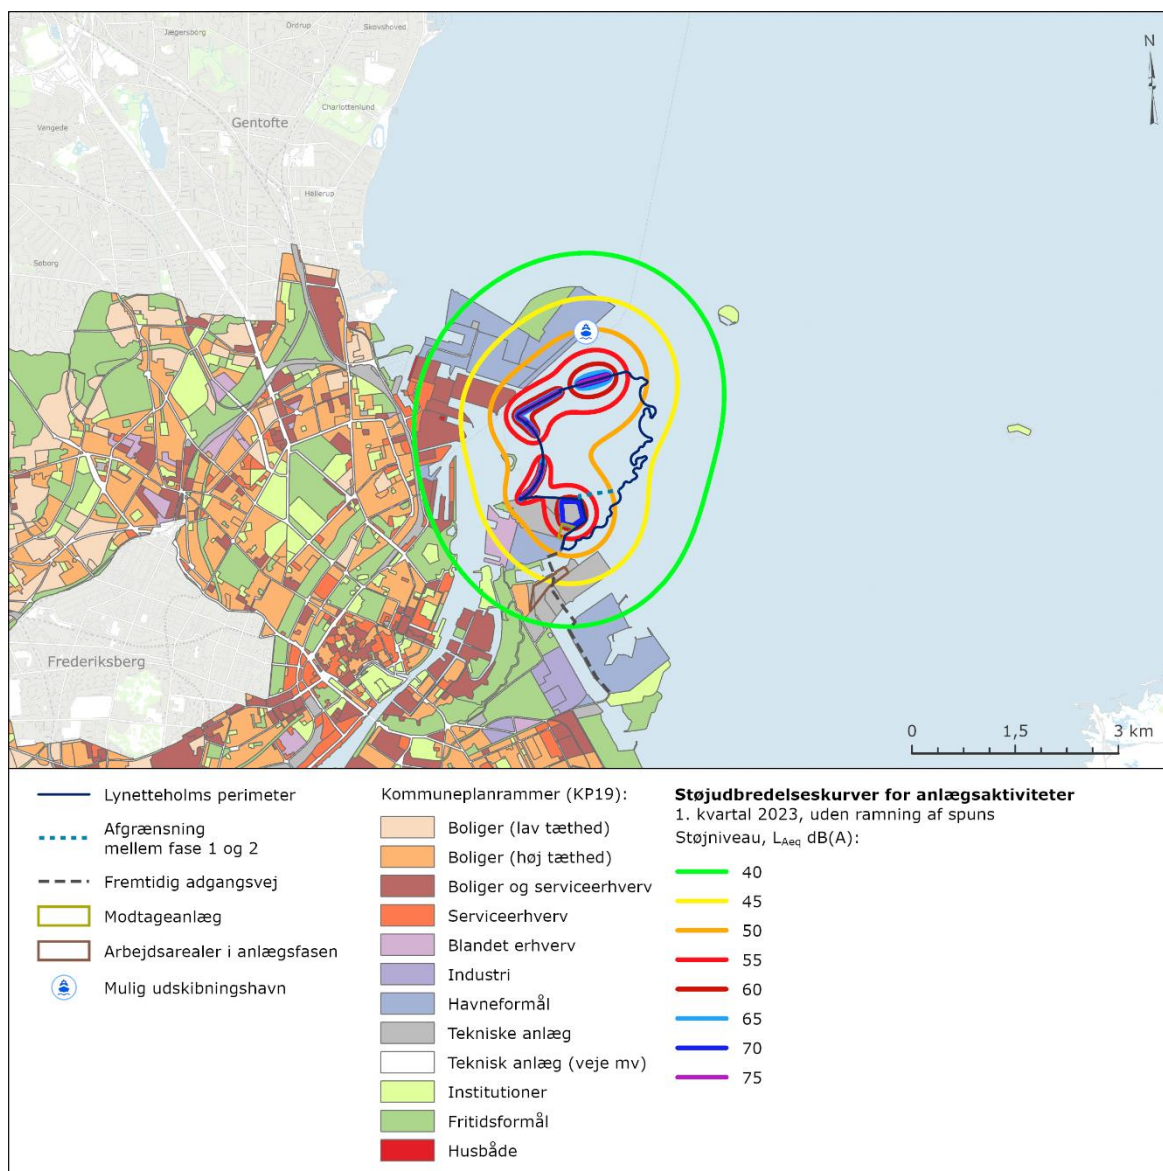 Ordrup
Skovshoved
Jægersborg
N
Charlottenlund
Gentofte
Vangede
Hellerup
Søborg
Frederiksberg
0 1,5 3 km
Lynetteholms perimeter
Afgrænsning
mellem fase 1 og 2
Fremtidig adgangsvej
Modtageanlæg
Arbejdsarealer i anlægsfasen
Mulig udskibningshavn
Kommuneplanrammer (KP19):
Boliger (lav tæthed)
Boliger (høj tæthed)
Boliger og serviceerhverv
Serviceerhverv
Blandet erhverv
Industri
Havneformål
Tekniske anlæg
Teknisk anlæg (veje mv)
Institutioner
Fritidsformål
Husbåde
Støjudbredelseskurver for anlægsaktiviteter
1. kvartal 2023, uden ramning af spuns
Støjniveau, LAeq dB(A):
40
45
50
55
60
65
70
75